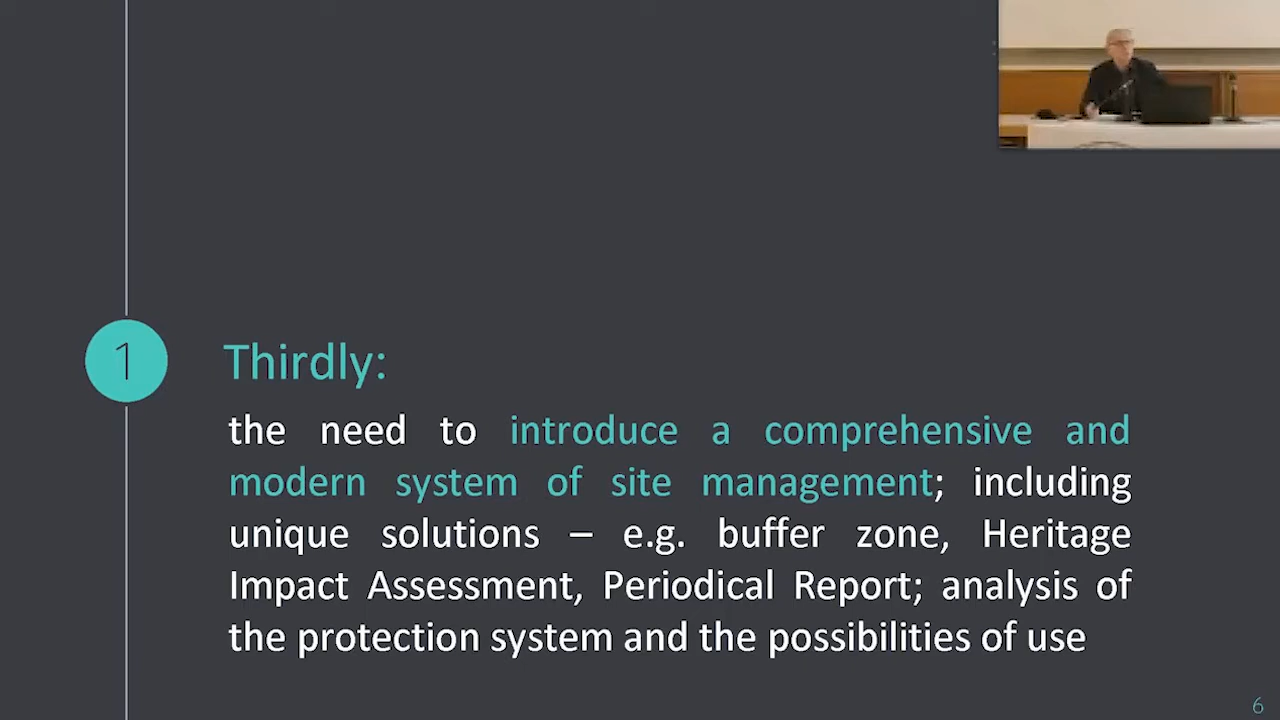 1
Thirdly:
the need to introduce a comprehensive and
modern system of site management; including
unique solutions – e.g. buffer zone, Heritage
Impact Assessment, Periodical Report; analysis of
the protection system and the possibilities of use
6